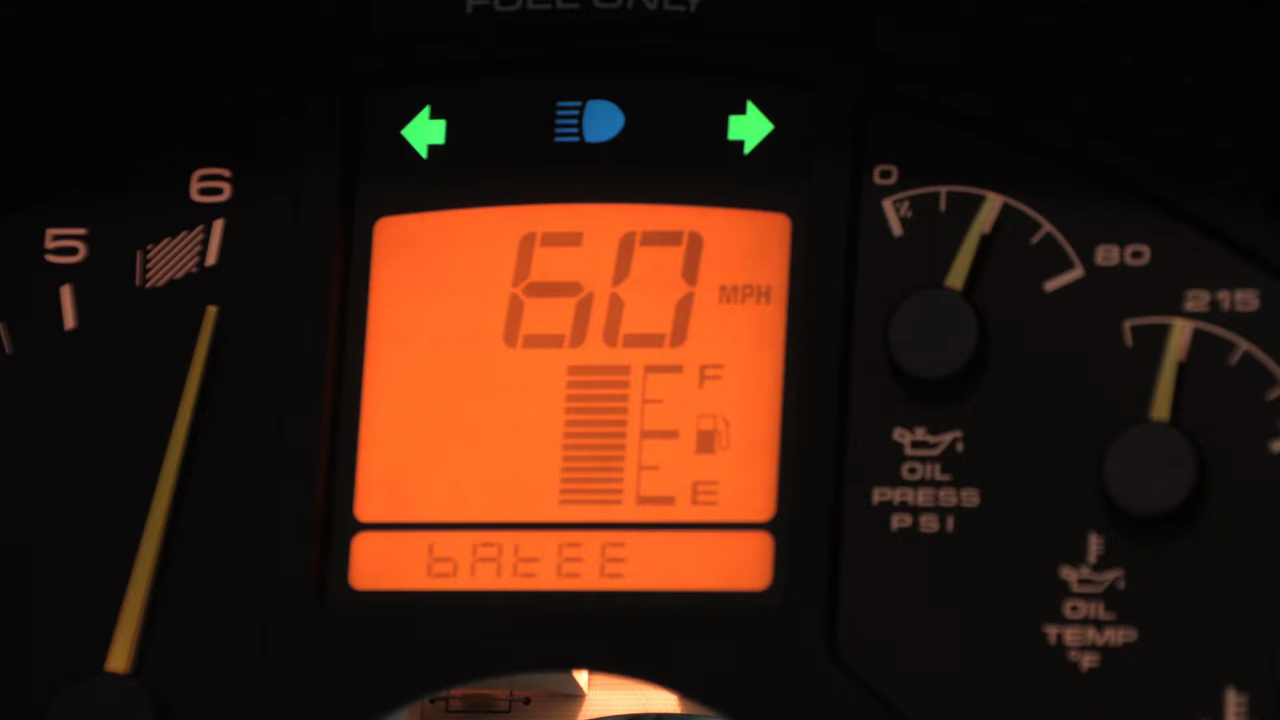 FUEL ONLY
6
5
0
80
215
60
MPH
F
E
bAtEE
OIL
PRESS
PSI
OIL
TEMP
°F